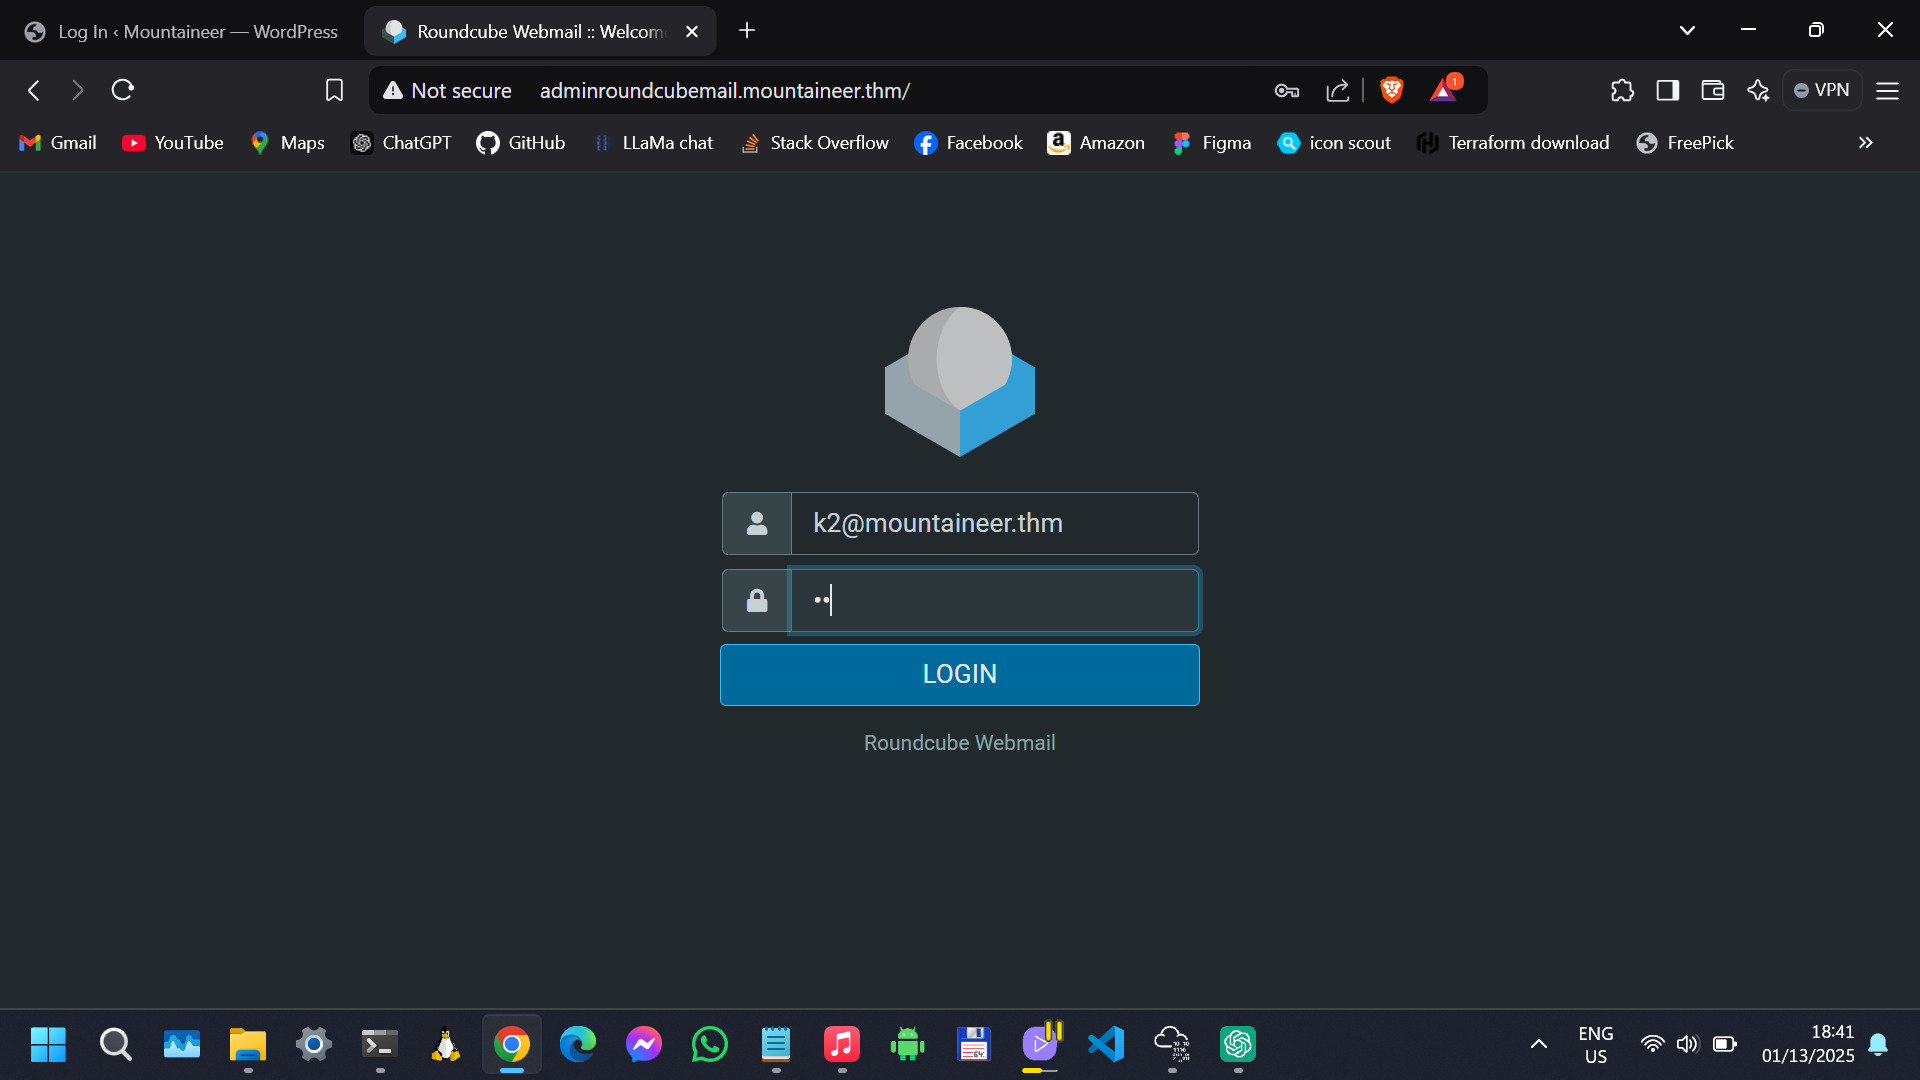 Log In ‹ Mountaineer — WordPress
Roundcube Webmail :: Welcom
Not secure
adminroundcubemail.mountaineer.thm/
1
VPN
Gmail
YouTube
Maps
ChatGPT
GitHub
LLaMa chat
Stack Overflow
Facebook
Amazon
Figma
icon scout
Terraform download
FreePick
k2@mountaineer.thm
LOGIN
Roundcube Webmail
ENG
US
18:41
01/13/2025